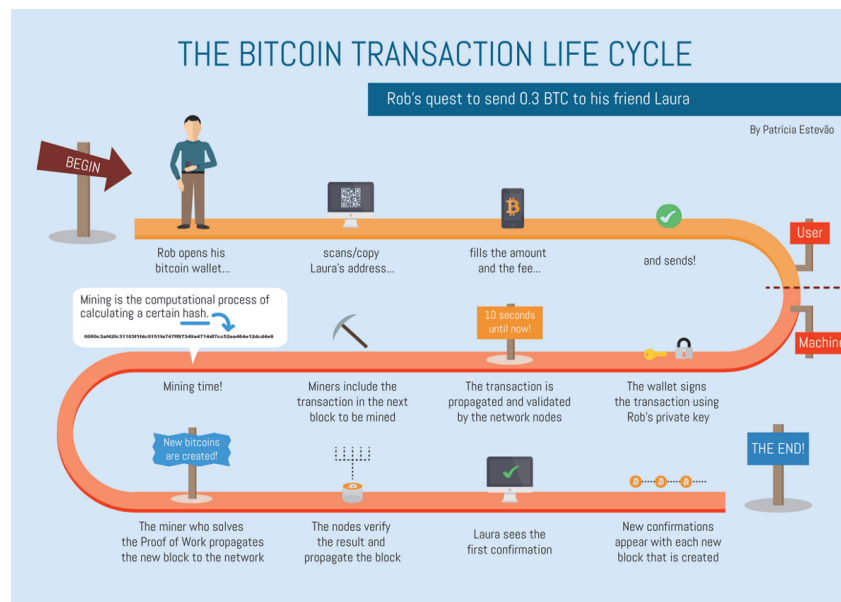 THE BITCOIN TRANSACTION LIFE CYCLE
Rob's quest to send 0.3 BTC to his friend Laura
By Patrícia Estevão
BEGIN
Rob opens his
bitcoin wallet...
scans/copy
Laura's address...
fills the amount
and the fee...
and sends!
User
Machine
The wallet signs
the transaction using
Rob's private key
10 seconds
until now!
The transaction is
propagated and validated
by the network nodes
Miners include the
transaction in the next
block to be mined
Mining is the computational process of
calculating a certain hash.
Mining time!
New bitcoins
are created!
The miner who solves
the Proof of Work propagates
the new block to the network
The nodes verify
the result and
propagate the block
Laura sees the
first confirmation
New confirmations
appear with each new
block that is created
THE END!